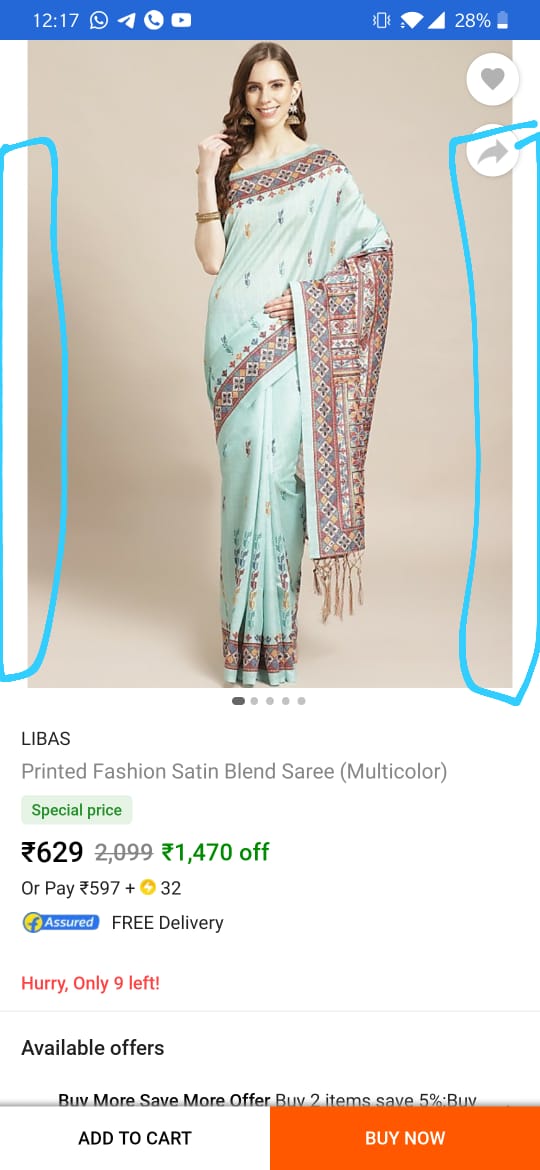 12:17 28%
LIBAS
Printed Fashion Satin Blend Saree (Multicolor)
Special price
₹629 2,099 ₹1,470 off
Or Pay ₹597 + 32
Assured FREE Delivery
Hurry, Only 9 left!
Available offers
Buy More Save More Offer Buy 2 items save 5%;Buy
ADD TO CART BUY NOW